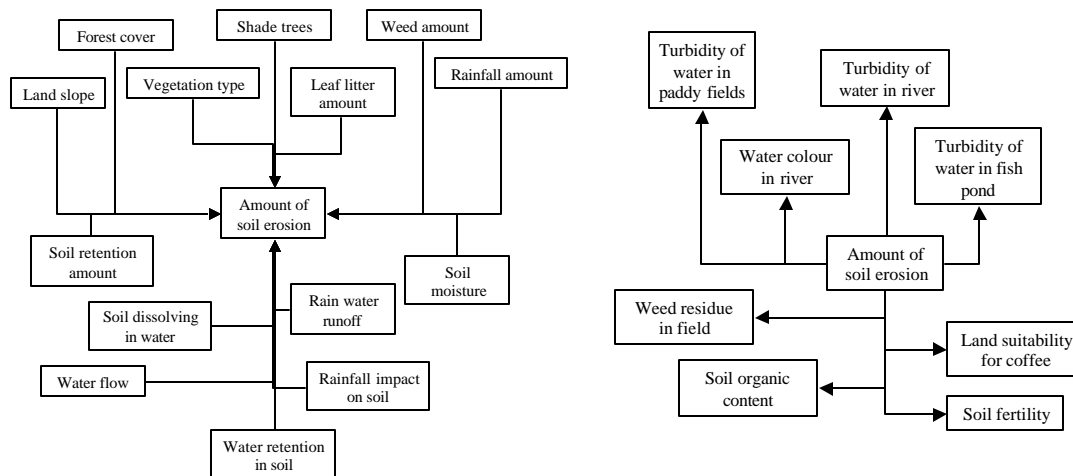 Shade trees
Weed amount
Forest cover
Vegetation type
Leaf litter
amount
Rainfall amount
Land slope
Amount of
soil erosion
Soil retention
amount
Soil
moisture
Rain water
runoff
Soil dissolving
in water
Water flow
Rainfall impact
on soil
Water retention
in soil
Turbidity of
water in
paddy fields
Turbidity of
water in river
Water colour
in river
Turbidity of
water in fish
pond
Amount of
soil erosion
Weed residue
in field
Land suitability
for coffee
Soil organic
content
Soil fertility